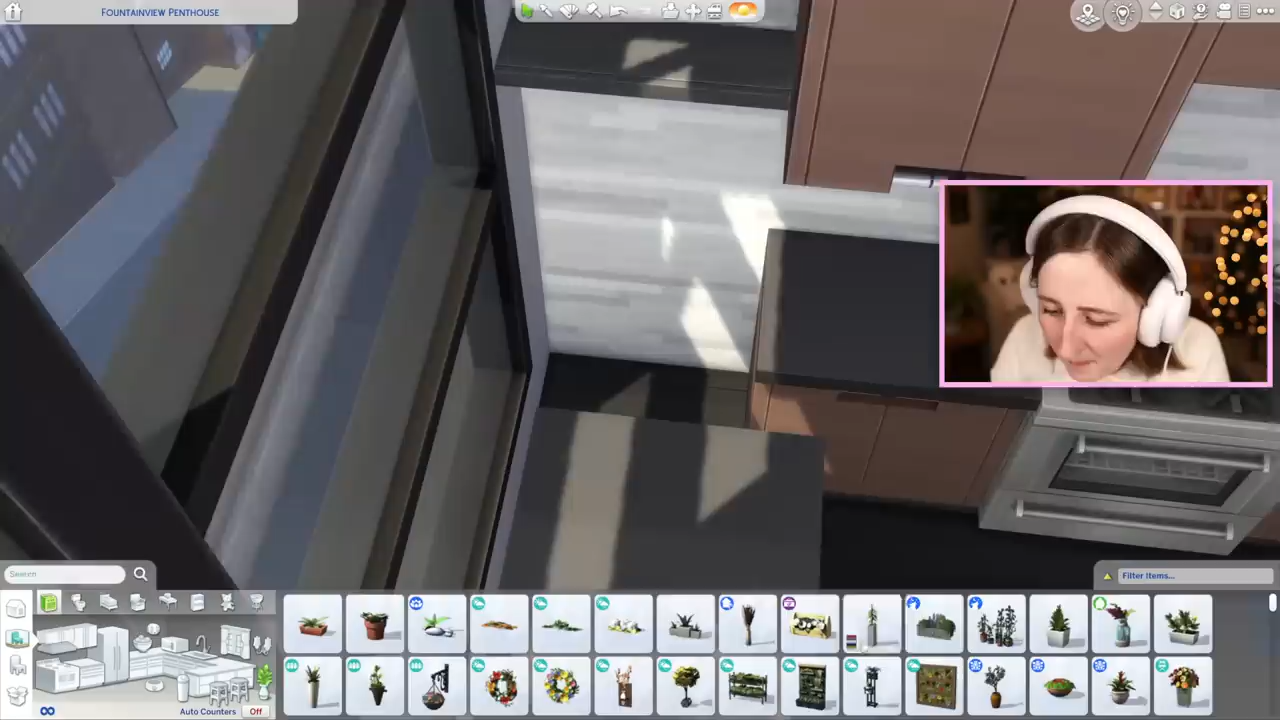 Fountainview Penthouse
Search
Filter Items...
Auto Counters
Off